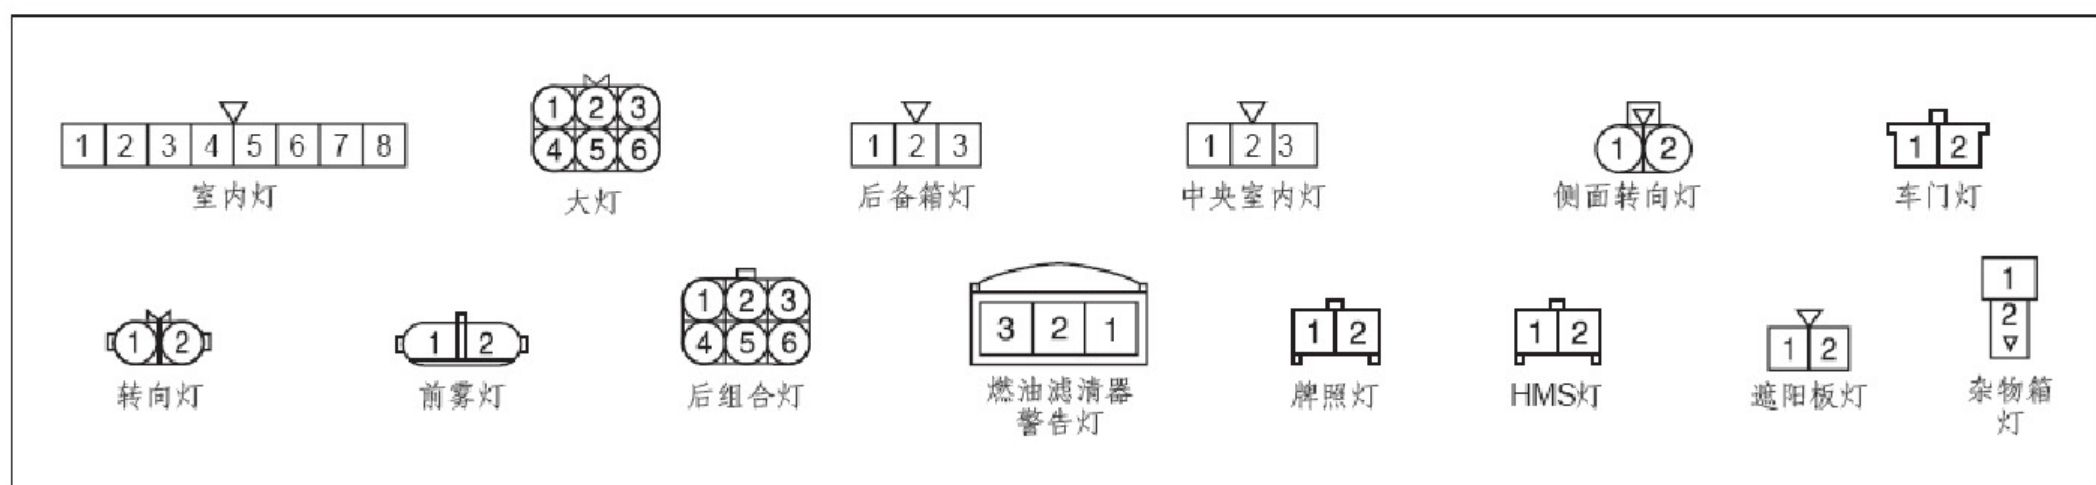 1 2 3 4 5 6 7 8
室内灯
1 2 3
4 5 6
大灯
1 2 3
后备箱灯
1 2 3
中央室内灯
1 2
侧面转向灯
1 2
车门灯
1 2
转向灯
1 2
前雾灯
1 2 3
4 5 6
后组合灯
3 2 1
燃油滤清器
警告灯
1 2
牌照灯
1 2
HMS灯
1 2
遮阳板灯
1
2
杂物箱
灯